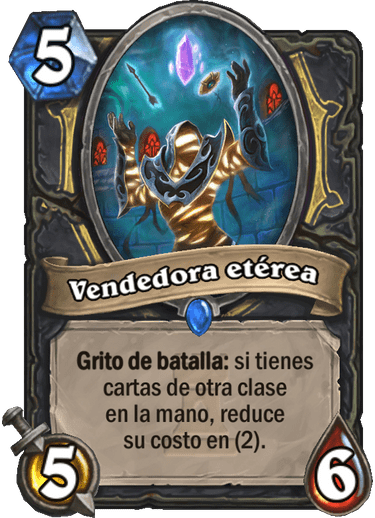 5
Vendedora etérea
Grito de batalla: si tienes
cartas de otra clase
en la mano, reduce
su costo en (2).
5
6